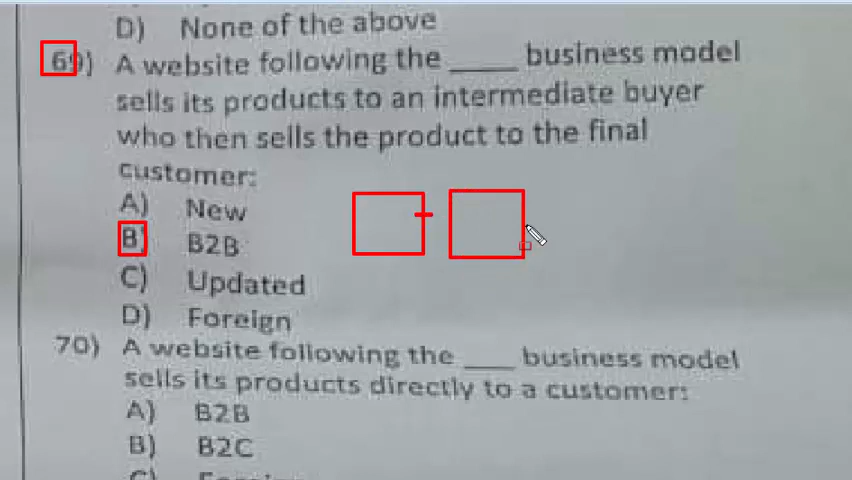 D) None of the above
69) A website following the _____ business model
sells its products to an intermediate buyer
who then sells the product to the final
customer:
A) New
B) B2B
C) Updated
D) Foreign
70) A website following the ____ business model
sells its products directly to a customer:
A) B2B
B) B2C
C)